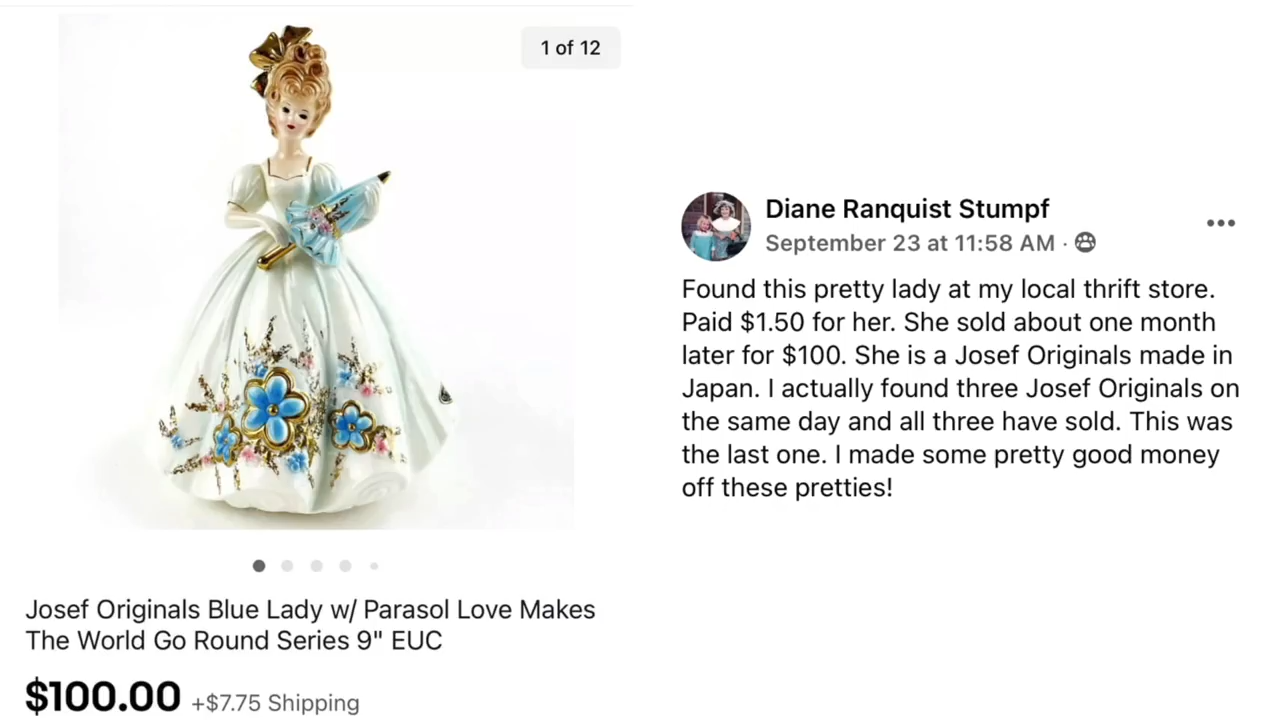 1 of 12
Josef Originals Blue Lady w/ Parasol Love Makes
The World Go Round Series 9" EUC
$100.00 +$7.75 Shipping
Diane Ranquist Stumpf
September 23 at 11:58 AM ·
Found this pretty lady at my local thrift store.
Paid $1.50 for her. She sold about one month
later for $100. She is a Josef Originals made in
Japan. I actually found three Josef Originals on
the same day and all three have sold. This was
the last one. I made some pretty good money
off these pretties!